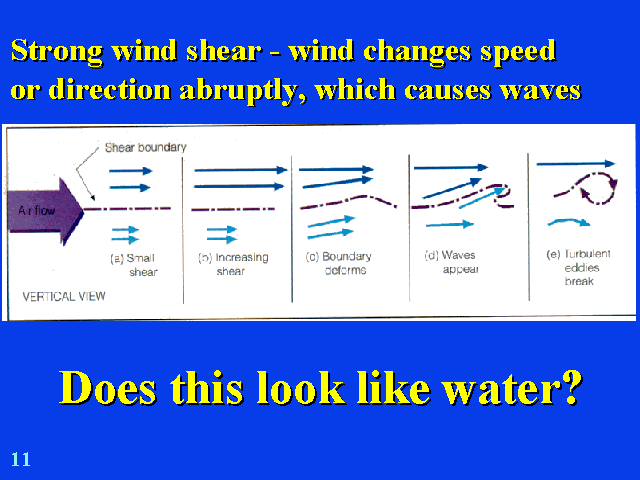 Strong wind shear - wind changes speed
or direction abruptly, which causes waves
Shear boundary
Air flow
(a) Small
shear
(b) Increasing
shear
(c) Boundary
deforms
(d) Waves
appear
(e) Turbulent
eddies
break
VERTICAL VIEW
Does this look like water?
11